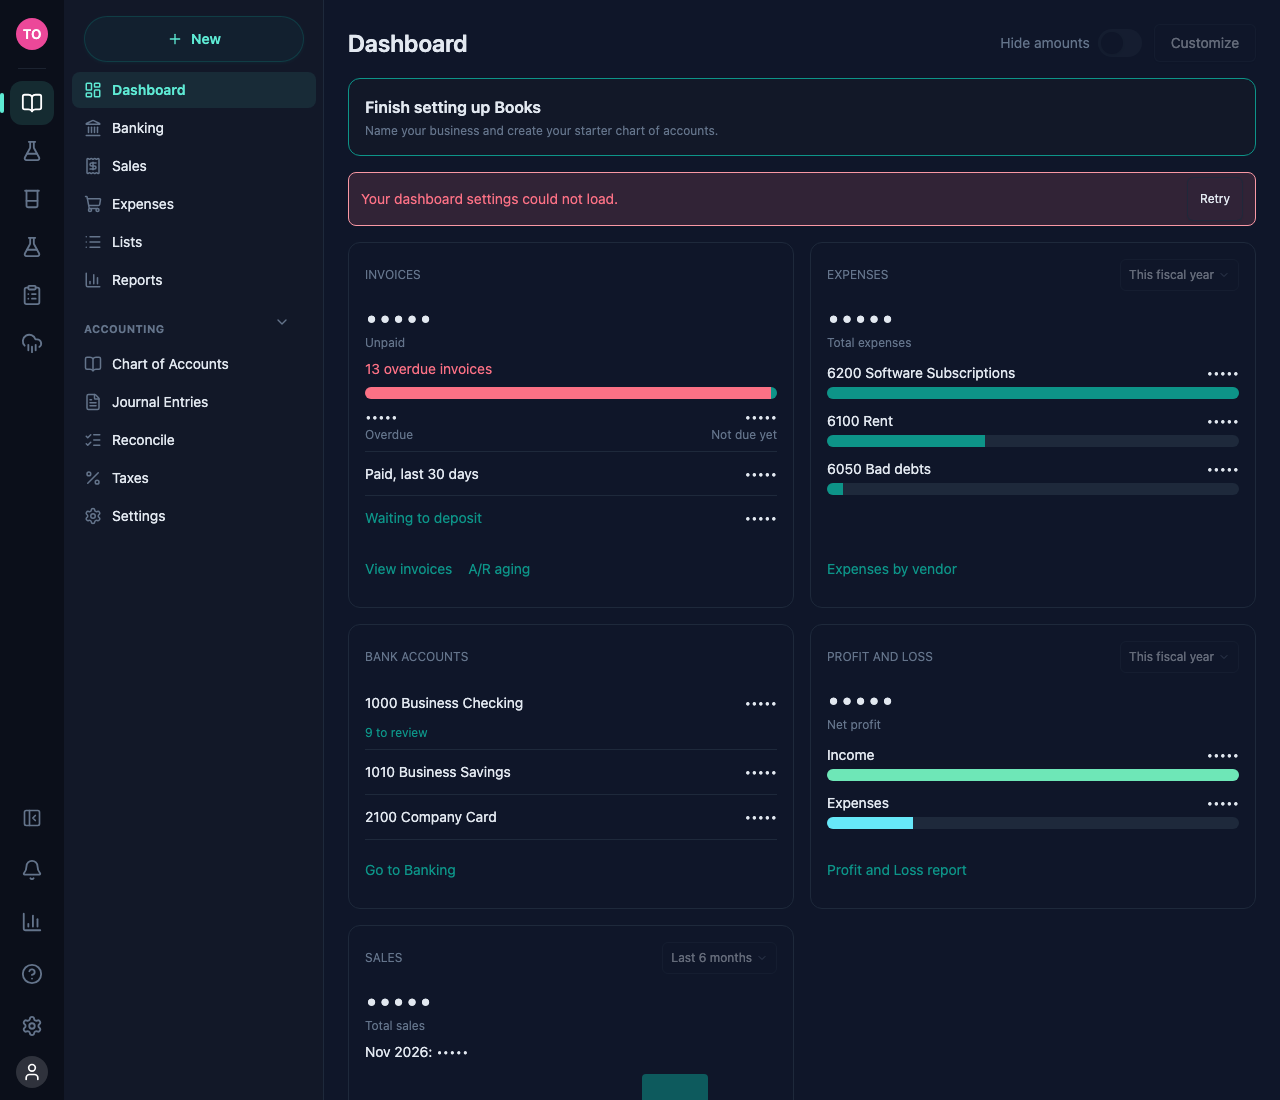 TO
New
Dashboard
Banking
Sales
Expenses
Lists
Reports
ACCOUNTING
Chart of Accounts
Journal Entries
Reconcile
Taxes
Settings
Dashboard
Hide amounts
Customize
Finish setting up Books
Name your business and create your starter chart of accounts.
Your dashboard settings could not load.
Retry
INVOICES
•••••
Unpaid
13 overdue invoices
••••• •••••
Overdue Not due yet
Paid, last 30 days •••••
Waiting to deposit •••••
View invoices A/R aging
EXPENSES This fiscal year
•••••
Total expenses
6200 Software Subscriptions •••••
6100 Rent •••••
6050 Bad debts •••••
Expenses by vendor
BANK ACCOUNTS
1000 Business Checking •••••
9 to review
1010 Business Savings •••••
2100 Company Card •••••
Go to Banking
PROFIT AND LOSS This fiscal year
•••••
Net profit
Income •••••
Expenses •••••
Profit and Loss report
SALES Last 6 months
•••••
Total sales
Nov 2026: •••••